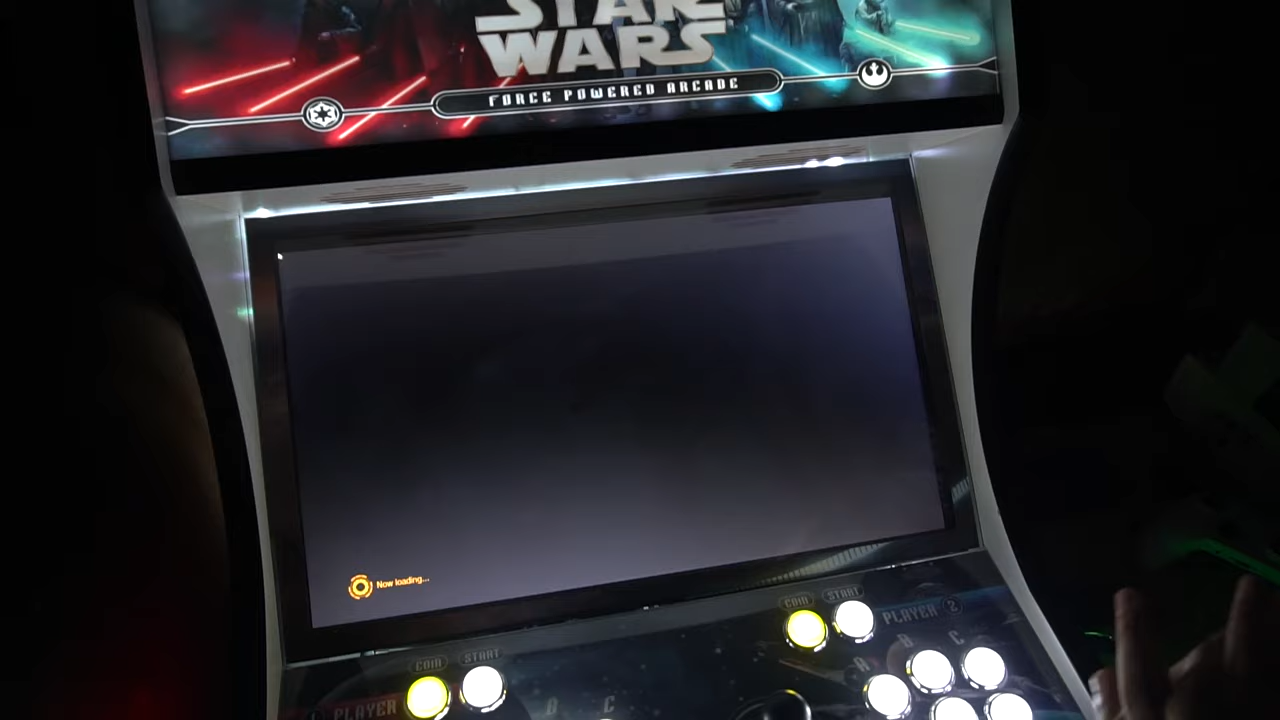 STAR
WARS
FORCE POWERED ARCADE
Now loading...
COIN START
PLAYER 2
B C
A
COIN START
PLAYER
B C